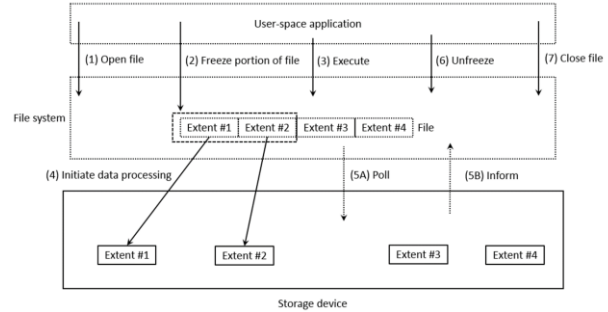 User-space application
(1) Open file
(2) Freeze portion of file
(3) Execute
(6) Unfreeze
(7) Close file
File system
Extent #1 Extent #2 Extent #3 Extent #4 File
(4) Initiate data processing
(5A) Poll
(5B) Inform
Extent #1
Extent #2
Extent #3
Extent #4
Storage device